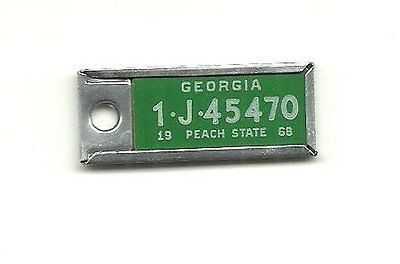 GEORGIA
1·J·45470
19 PEACH STATE 68